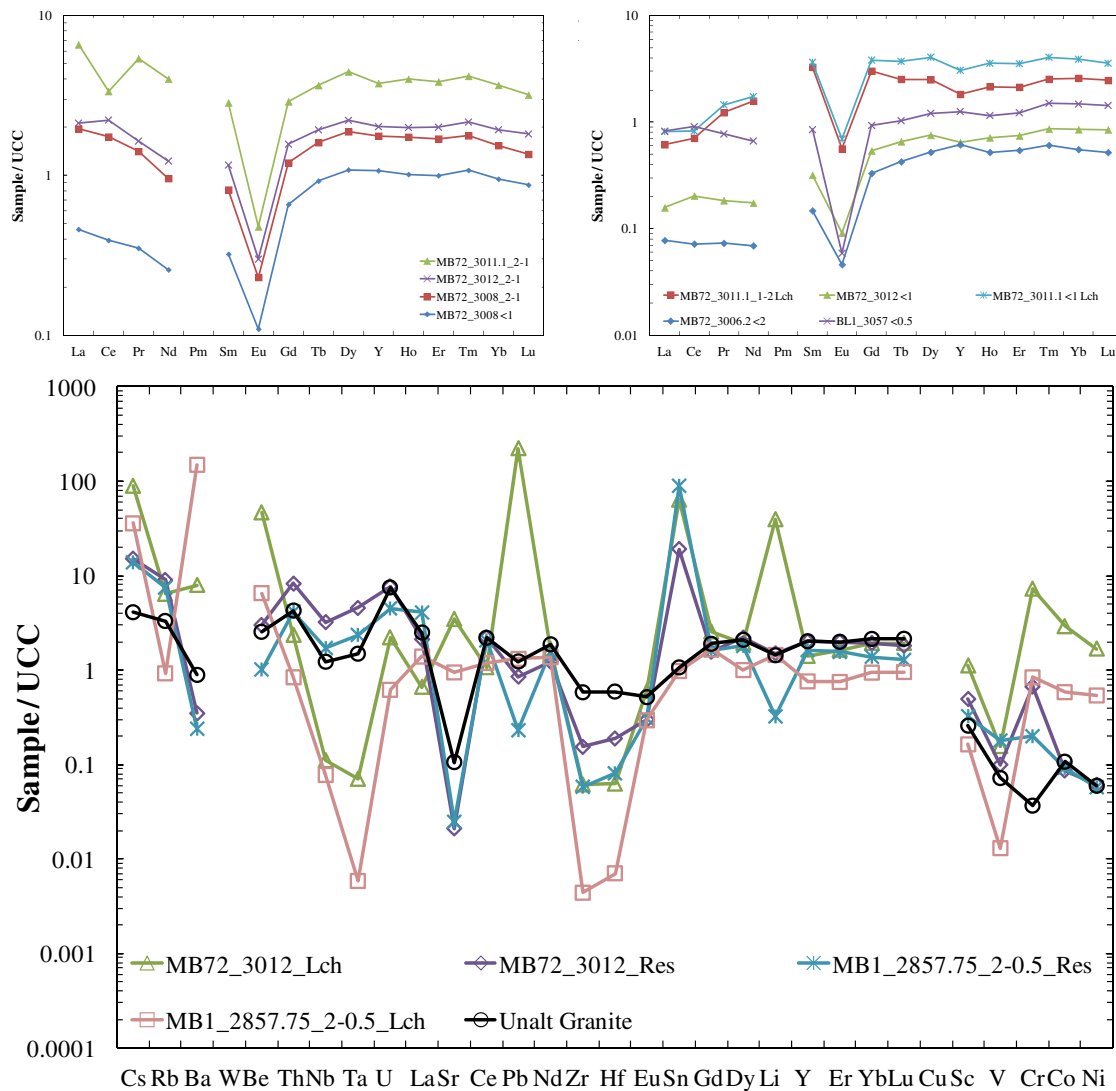 10
1
0.1
Sample / UCC
MB72_3011.1_2-1
MB72_3012_2-1
MB72_3008_2-1
MB72_3008<1
La Ce Pr Nd Pm Sm Eu Gd Tb Dy Y Ho Er Tm Yb Lu
10
1
0.1
0.01
Sample / UCC
MB72_3011.1_1-2 Lch MB72_3012<1 MB72_3011.1<1 Lch
MB72_3006.2<2 BL1_3057<0.5
La Ce Pr Nd Pm Sm Eu Gd Tb Dy Y Ho Er Tm Yb Lu
1000
100
10
1
0.1
0.01
0.001
0.0001
Sample/ UCC
MB72_3012_Lch MB72_3012_Res MB1_2857.75_2-0.5_Res
MB1_2857.75_2-0.5_Lch Unalt Granite
Cs Rb Ba W Be Th Nb Ta U La Sr Ce Pb Nd Zr Hf Eu Sn Gd Dy Li Y Er Yb Lu Cu Sc V Cr Co Ni